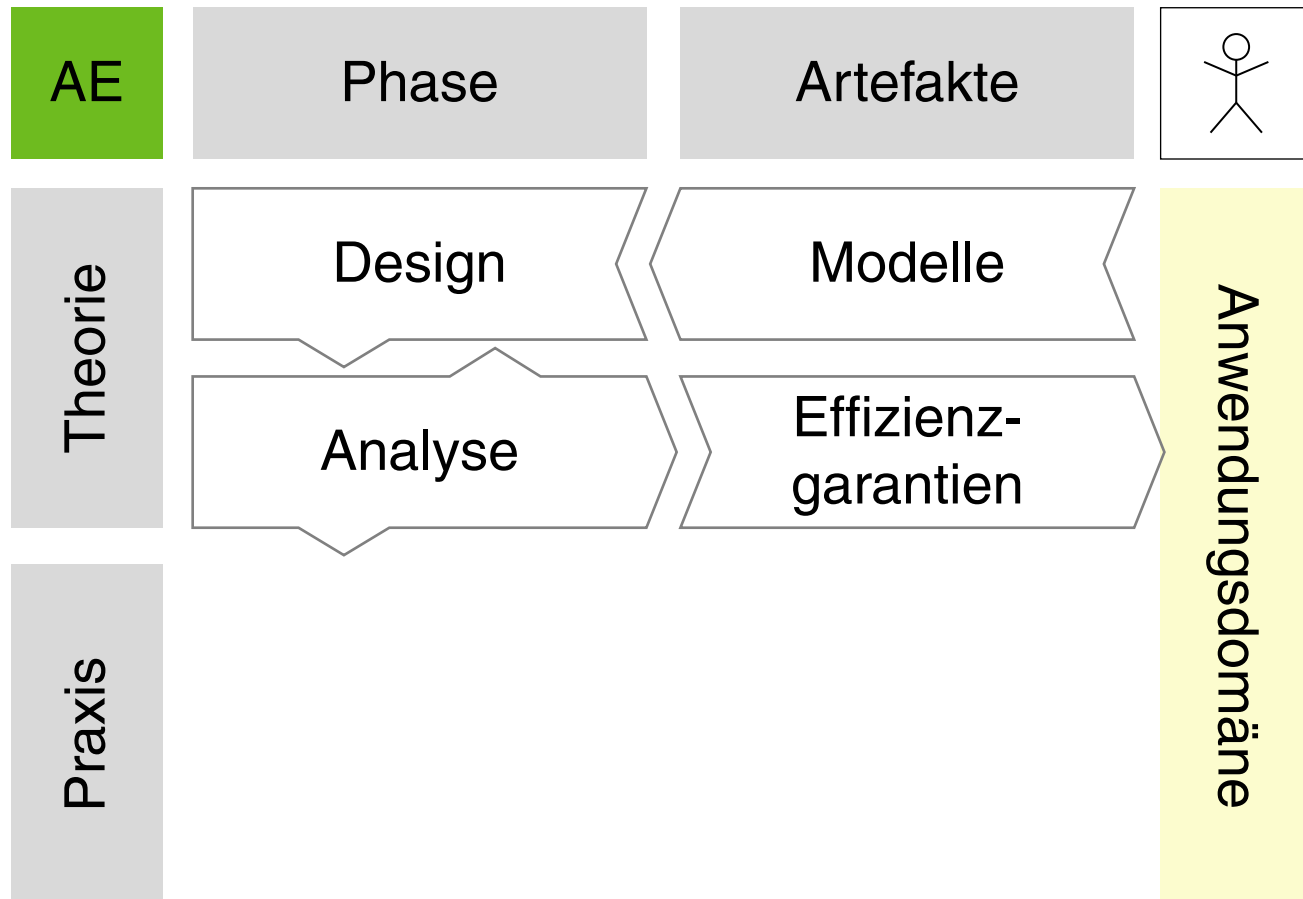 AE
Phase
Artefakte
Theorie
Design
Modelle
Analyse
Effizienz-
garantien
Praxis
Anwendungsdomäne